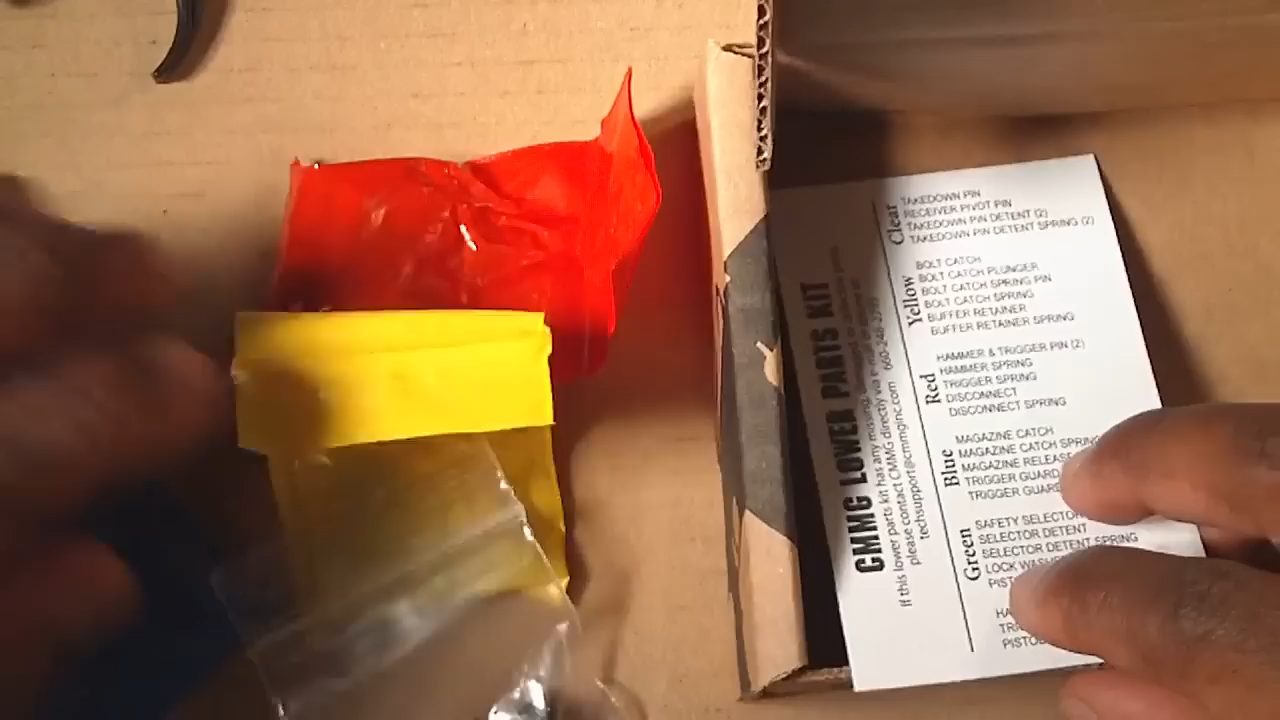 CMMG LOWER PARTS KIT
If this lower parts kit has any missing,
please contact CMMG directly via
techsupport@cmmginc.com
Clear
TAKEDOWN PIN
RECEIVER PIVOT PIN
TAKEDOWN PIN DETENT (2)
TAKEDOWN PIN DETENT SPRING (2)
Yellow
BOLT CATCH
BOLT CATCH PLUNGER
BOLT CATCH SPRING PIN
BOLT CATCH SPRING
BUFFER RETAINER
BUFFER RETAINER SPRING
Red
HAMMER & TRIGGER PIN (2)
HAMMER SPRING
TRIGGER SPRING
DISCONNECT
DISCONNECT SPRING
Blue
MAGAZINE CATCH
MAGAZINE CATCH SPRING
MAGAZINE RELEASE
TRIGGER GUARD
TRIGGER GUARD
Green
SAFETY SELECTOR
SELECTOR DETENT
SELECTOR DETENT SPRING
LOCK